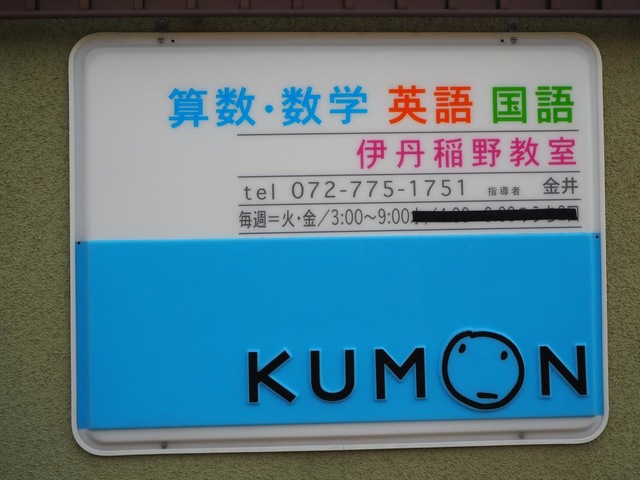 算数・数学 英語 国語
伊丹稲野教室
tel 072-775-1751 指導者 金井
毎週=火・金/3:00～9:00
KUMON